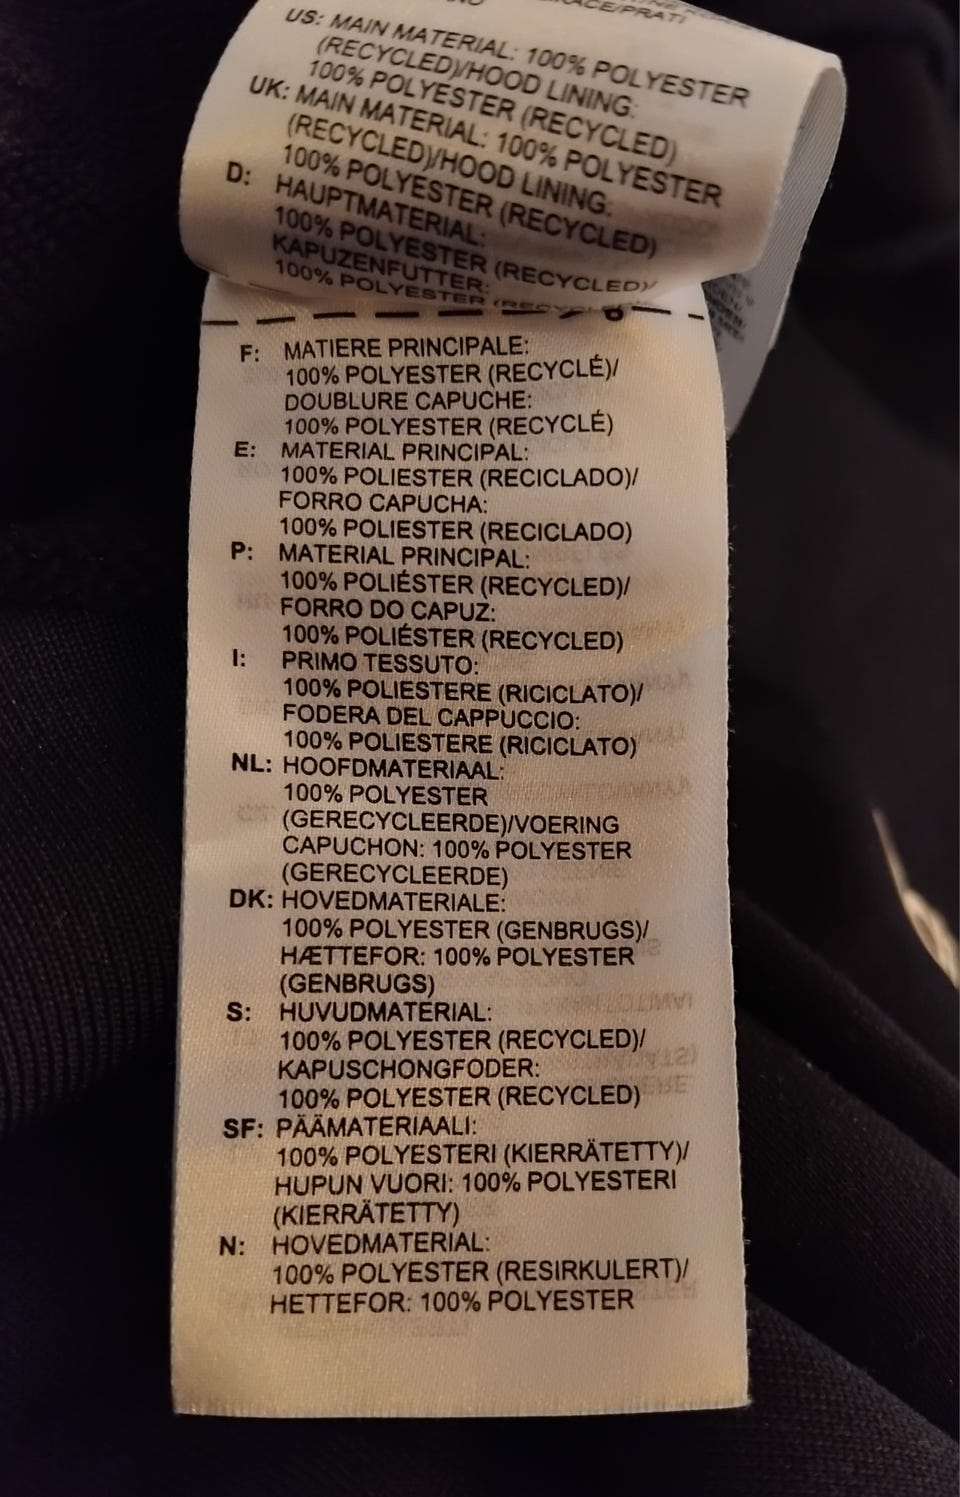 US: MAIN MATERIAL: 100% POLYESTER
(RECYCLED)/HOOD LINING:
100% POLYESTER (RECYCLED)
UK: MAIN MATERIAL: 100% POLYESTER
(RECYCLED)/HOOD LINING:
100% POLYESTER (RECYCLED)
D: HAUPTMATERIAL:
100% POLYESTER (RECYCLED)/
KAPUZENFUTTER:
100% POLYESTER
F: MATIERE PRINCIPALE:
100% POLYESTER (RECYCLÉ)/
DOUBLURE CAPUCHE:
100% POLYESTER (RECYCLÉ)
E: MATERIAL PRINCIPAL:
100% POLIESTER (RECICLADO)/
FORRO CAPUCHA:
100% POLIESTER (RECICLADO)
P: MATERIAL PRINCIPAL:
100% POLIÉSTER (RECYCLED)/
FORRO DO CAPUZ:
100% POLIÉSTER (RECYCLED)
I: PRIMO TESSUTO:
100% POLIESTERE (RICICLATO)/
FODERA DEL CAPPUCCIO:
100% POLIESTERE (RICICLATO)
NL: HOOFDMATERIAAL:
100% POLYESTER
(GERECYCLEERDE)/VOERING
CAPUCHON: 100% POLYESTER
(GERECYCLEERDE)
DK: HOVEDMATERIALE:
100% POLYESTER (GENBRUGS)/
HÆTTEFOR: 100% POLYESTER
(GENBRUGS)
S: HUVUDMATERIAL:
100% POLYESTER (RECYCLED)/
KAPUSCHONGFODER:
100% POLYESTER (RECYCLED)
SF: PÄÄMATERIAALI:
100% POLYESTERI (KIERRÄTETTY)/
HUPUN VUORI: 100% POLYESTERI
(KIERRÄTETTY)
N: HOVEDMATERIAL:
100% POLYESTER (RESIRKULERT)/
HETTEFOR: 100% POLYESTER